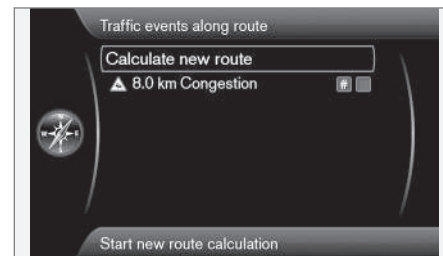 Traffic events along route
Calculate new route
8.0 km Congestion #
Start new route calculation